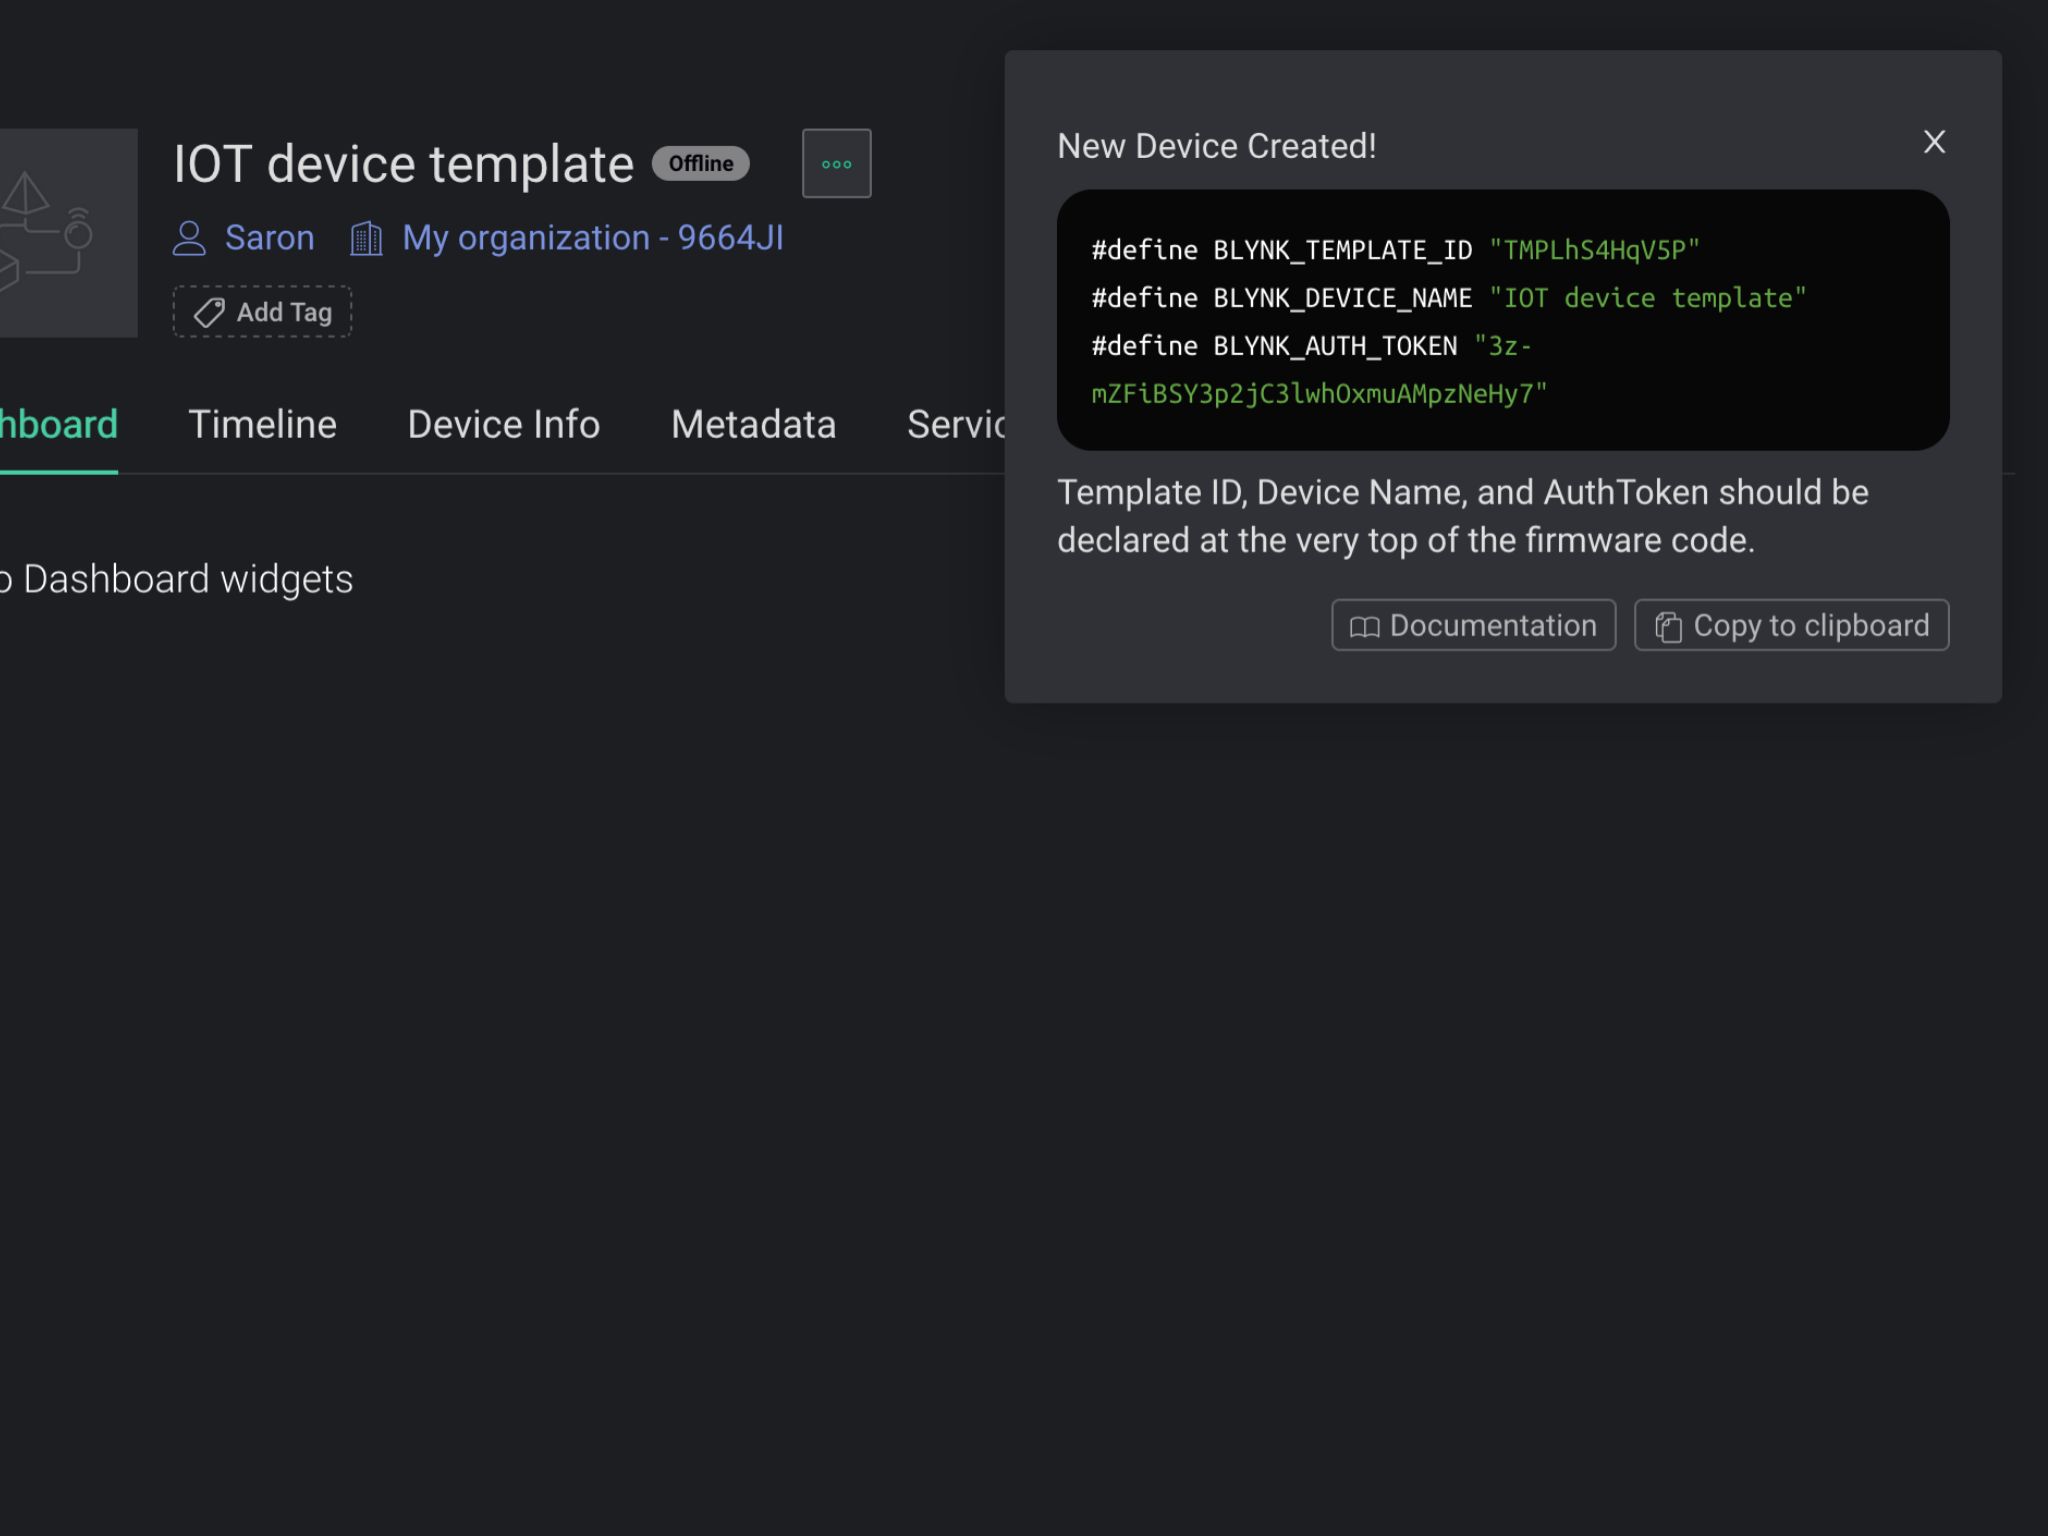 IOT device template Offline
Saron My organization - 9664JI
Add Tag
hboard Timeline Device Info Metadata Servic
o Dashboard widgets
New Device Created! X
#define BLYNK_TEMPLATE_ID "TMPLhS4HqV5P"
#define BLYNK_DEVICE_NAME "IOT device template"
#define BLYNK_AUTH_TOKEN "3z-
mZFiBSY3p2jC3lwhOxmuAMpzNeHy7"
Template ID, Device Name, and AuthToken should be
declared at the very top of the firmware code.
Documentation Copy to clipboard